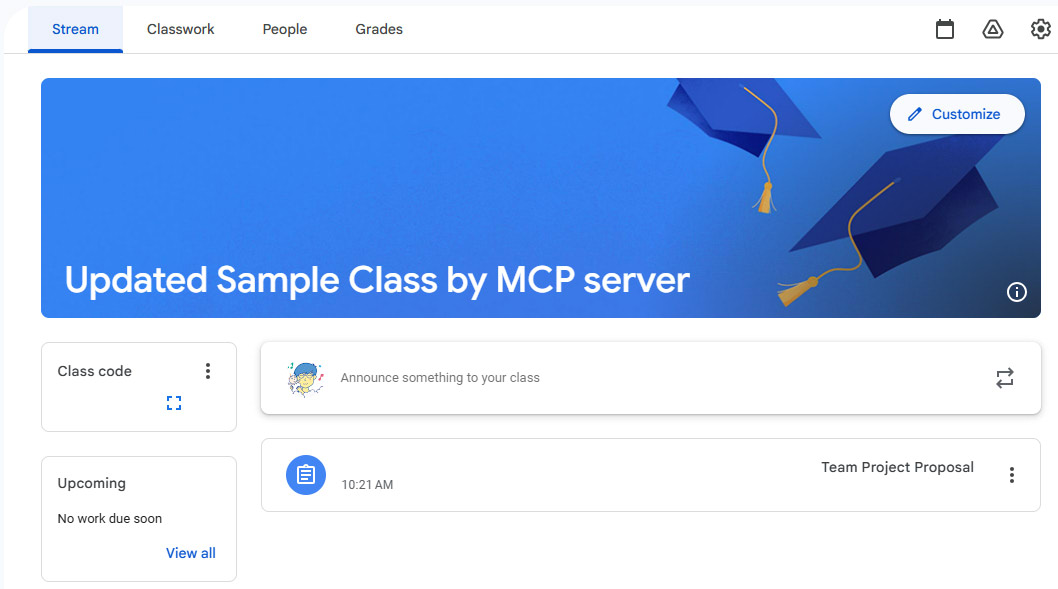 Stream Classwork People Grades
Customize
Updated Sample Class by MCP server
Class code
Announce something to your class
Team Project Proposal
10:21 AM
Upcoming
No work due soon
View all